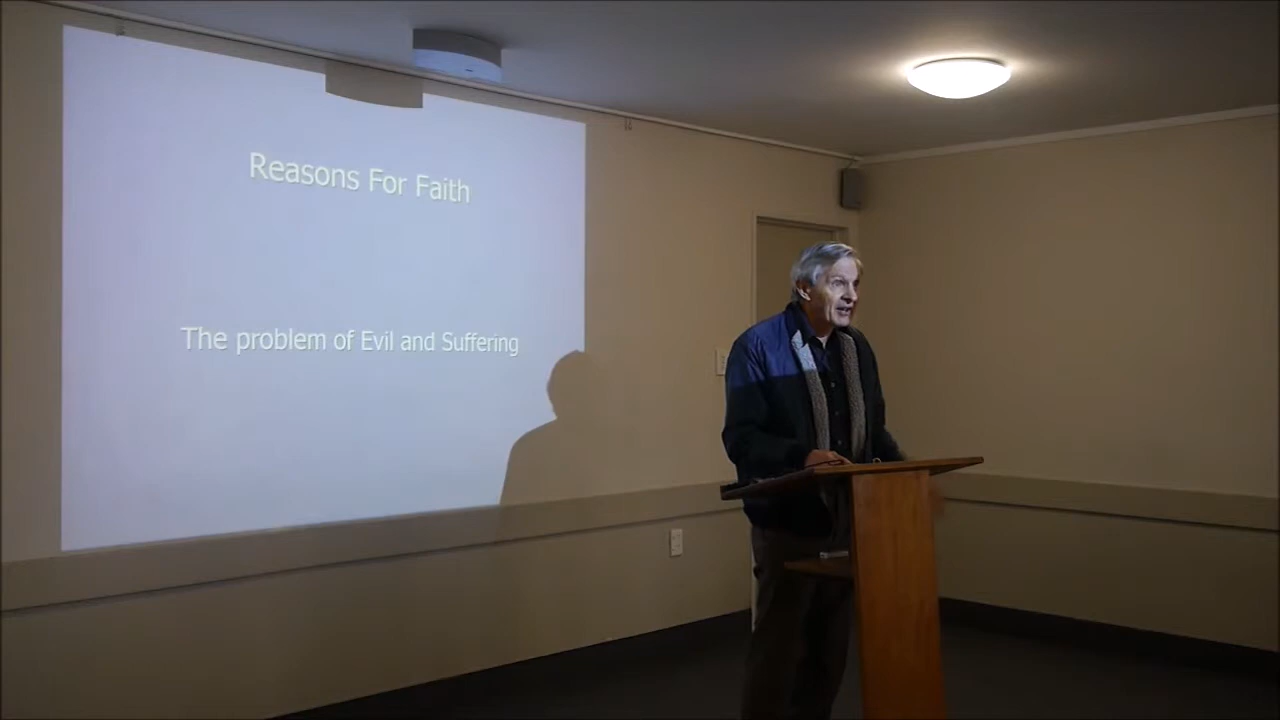 Reasons For Faith
The problem of Evil and Suffering